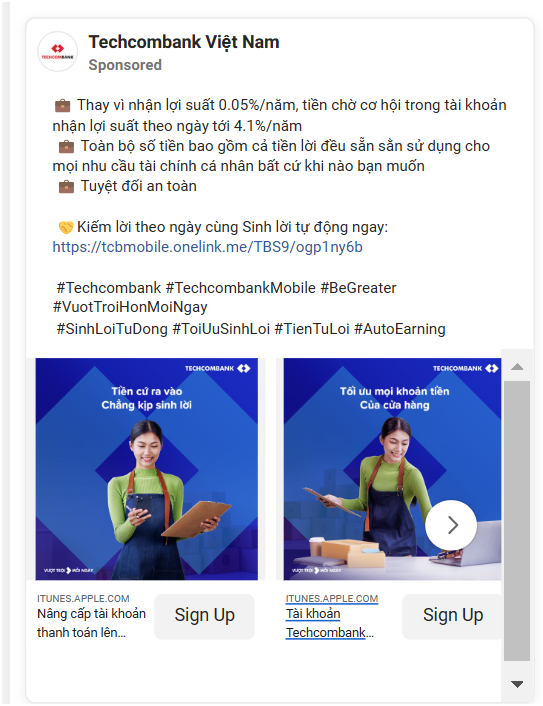 TECHCOMBANK
Techcombank Việt Nam
Sponsored
Thay vì nhận lợi suất 0.05%/năm, tiền chờ cơ hội trong tài khoản
nhận lợi suất theo ngày tới 4.1%/năm
Toàn bộ số tiền bao gồm cả tiền lời đều sẵn sằn sử dụng cho
mọi nhu cầu tài chính cá nhân bất cứ khi nào bạn muốn
Tuyệt đối an toàn
Kiếm lời theo ngày cùng Sinh lời tự động ngay:
https://tcbmobile.onelink.me/TBS9/ogp1ny6b
#Techcombank #TechcombankMobile #BeGreater
#VuotTroiHonMoiNgay
#SinhLoiTuDong #ToiUuSinhLoi #TienTuLoi #AutoEarning
TECHCOMBANK
Tiền cứ ra vào
Chẳng kịp sinh lời
VƯỢT TRỘI MỖI NGÀY
ITUNES.APPLE.COM
Nâng cấp tài khoản
thanh toán lên...
Sign Up
TECHCOMBANK
Tối ưu mọi khoản tiền
Của cửa hàng
VƯỢT TRỘI MỖI NGÀY
ITUNES.APPLE.COM
Tài khoản
Techcombank...
Sign Up